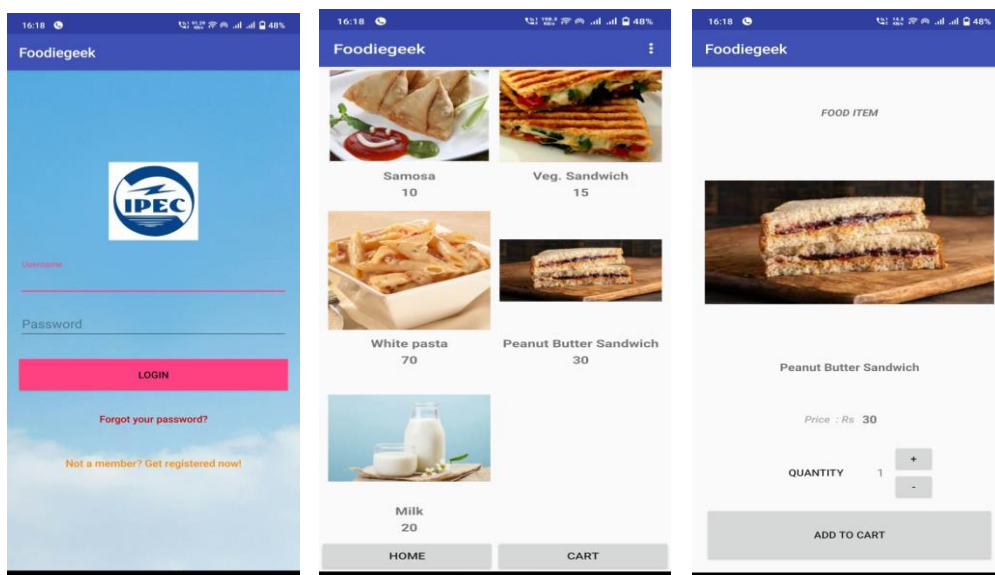 16:18
48%
Foodiegeek
IPEC
Username
Password
LOGIN
Forgot your password?
Not a member? Get registered now!
16:18
48%
Foodiegeek
Samosa
10
Veg. Sandwich
15
White pasta
70
Peanut Butter Sandwich
30
Milk
20
HOME
CART
16:18
48%
Foodiegeek
FOOD ITEM
Peanut Butter Sandwich
Price : Rs 30
QUANTITY 1
+
-
ADD TO CART